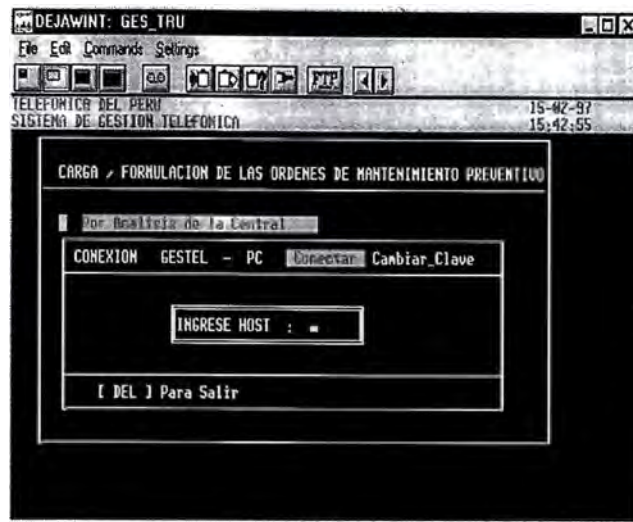 DEJAWINT: GES_TRU
File Edit Commands Settings
FTP
TELEFONICA DEL PERU 15-02-97
SISTEMA DE GESTION TELEFONICA 15:42:55
CARGA / FORMULACION DE LAS ORDENES DE MANTENIMIENTO PREVENTIVO
Por Analisis de la Central
CONEXION GESTEL - PC Conectar Cambiar_Clave
INGRESE HOST :
[ DEL ] Para Salir